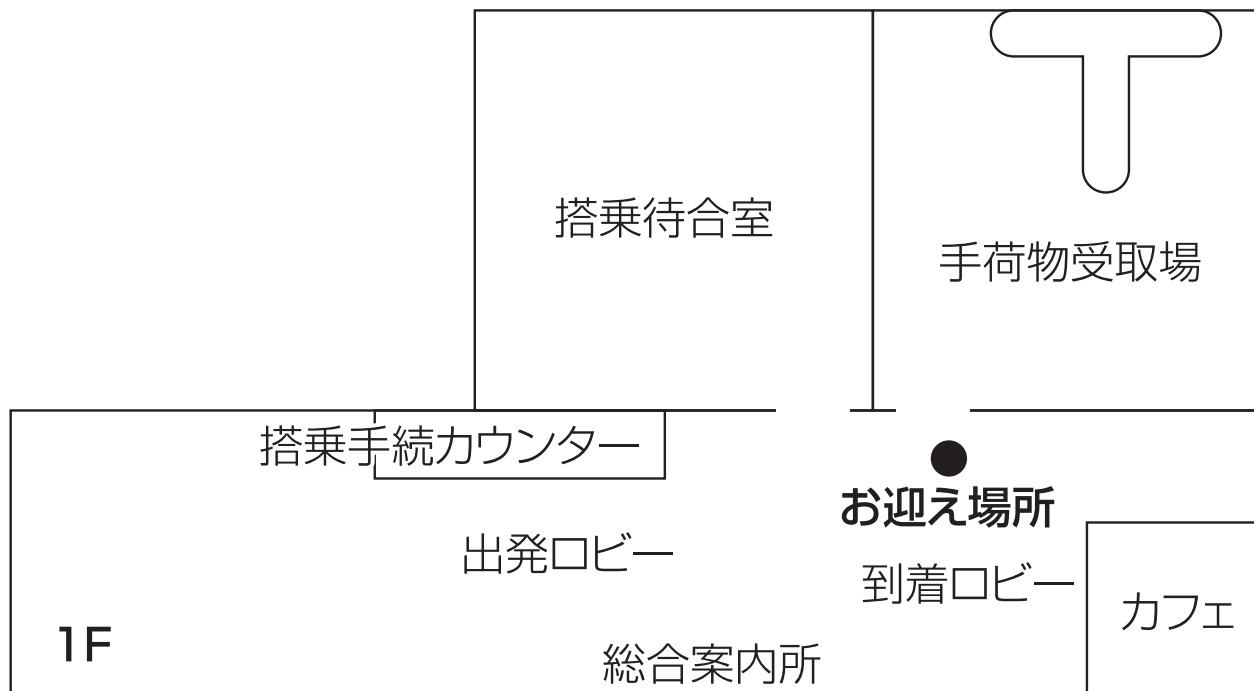 搭乗待合室
手荷物受取場
搭乗手続カウンター
お迎え場所
出発ロビー
到着ロビー
カフェ
1F
総合案内所